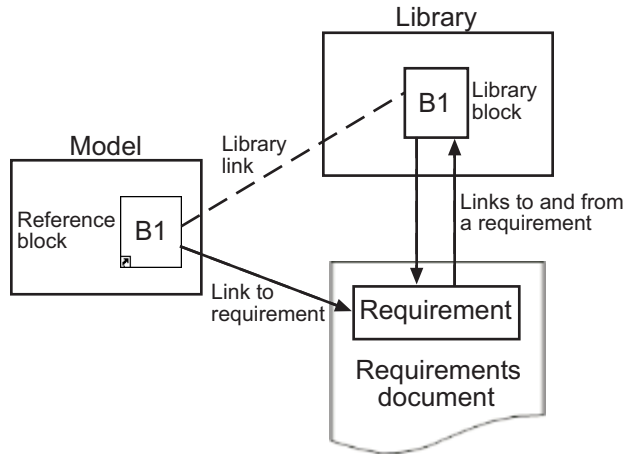 Library
B1
Library
block
Library
link
Model
Reference
block
B1
Links to and from
a requirement
Link to
requirement
Requirement
Requirements
document